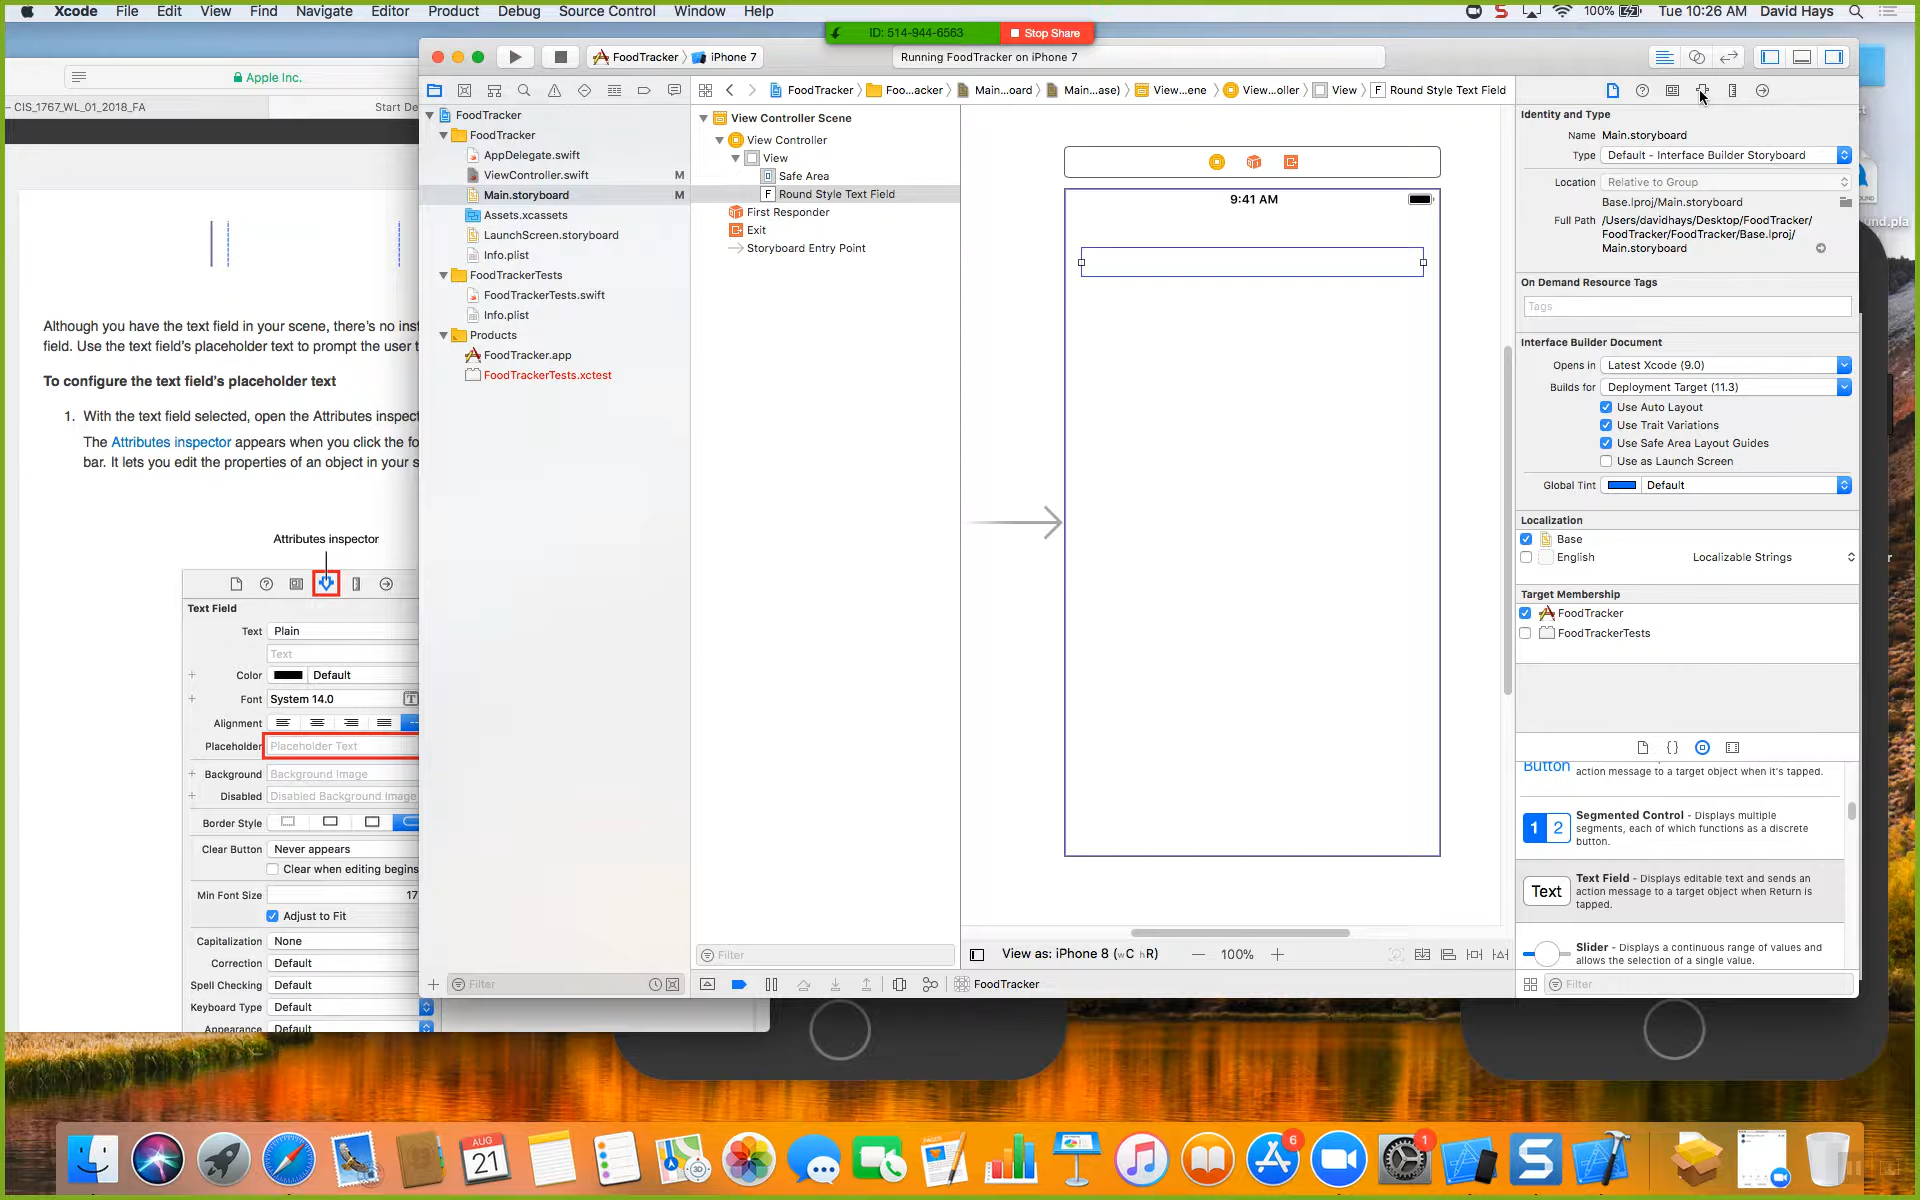 Xcode File Edit View Find Navigate Editor Product Debug Source Control Window Help
100% Tue 10:26 AM David Hays
ID: 514-944-6563 Stop Share
FoodTracker iPhone 7
Running FoodTracker on iPhone 7
Apple Inc.
CIS_1767_WL_01_2018_FA
Start De
Although you have the text field in your scene, there's no inst
field. Use the text field's placeholder text to prompt the user t
To configure the text field's placeholder text
1. With the text field selected, open the Attributes inspect
The Attributes inspector appears when you click the fo
bar. It lets you edit the properties of an object in your s
Attributes inspector
Text Field
Text Plain
Text
Color Default
Font System 14.0
Alignment
Placeholder Placeholder Text
Background Background Image
Disabled Disabled Background Image
Border Style
Clear Button Never appears
Clear when editing begins
Min Font Size 17
Adjust to Fit
Capitalization None
Correction Default
Spell Checking Default
Keyboard Type Default
Appearance Default
FoodTracker
FoodTracker
AppDelegate.swift
ViewController.swift M
Main.storyboard M
Assets.xcassets
LaunchScreen.storyboard
Info.plist
FoodTrackerTests
FoodTrackerTests.swift
Info.plist
Products
FoodTracker.app
FoodTrackerTests.xctest
Filter
FoodTracker Foo...acker Main...oard Main...ase) View...ene View...oller View F Round Style Text Field
View Controller Scene
View Controller
View
Safe Area
F Round Style Text Field
First Responder
Exit
Storyboard Entry Point
Filter
9:41 AM
View as: iPhone 8 (wC hR)
100%
FoodTracker
Identity and Type
Name Main.storyboard
Type Default - Interface Builder Storyboard
Location Relative to Group
Base.lproj/Main.storyboard
Full Path /Users/davidhays/Desktop/FoodTracker/
FoodTracker/FoodTracker/Base.lproj/
Main.storyboard
On Demand Resource Tags
Tags
Interface Builder Document
Opens in Latest Xcode (9.0)
Builds for Deployment Target (11.3)
Use Auto Layout
Use Trait Variations
Use Safe Area Layout Guides
Use as Launch Screen
Global Tint Default
Localization
Base
English Localizable Strings
Target Membership
FoodTracker
FoodTrackerTests
Button
action message to a target object when it's tapped.
1 2
Segmented Control - Displays multiple
segments, each of which functions as a discrete
button.
Text
Text Field - Displays editable text and sends an
action message to a target object when Return is
tapped.
Slider - Displays a continuous range of values and
allows the selection of a single value.
Filter
und.pla
AUG
21
PAGES
3D
6
1
S